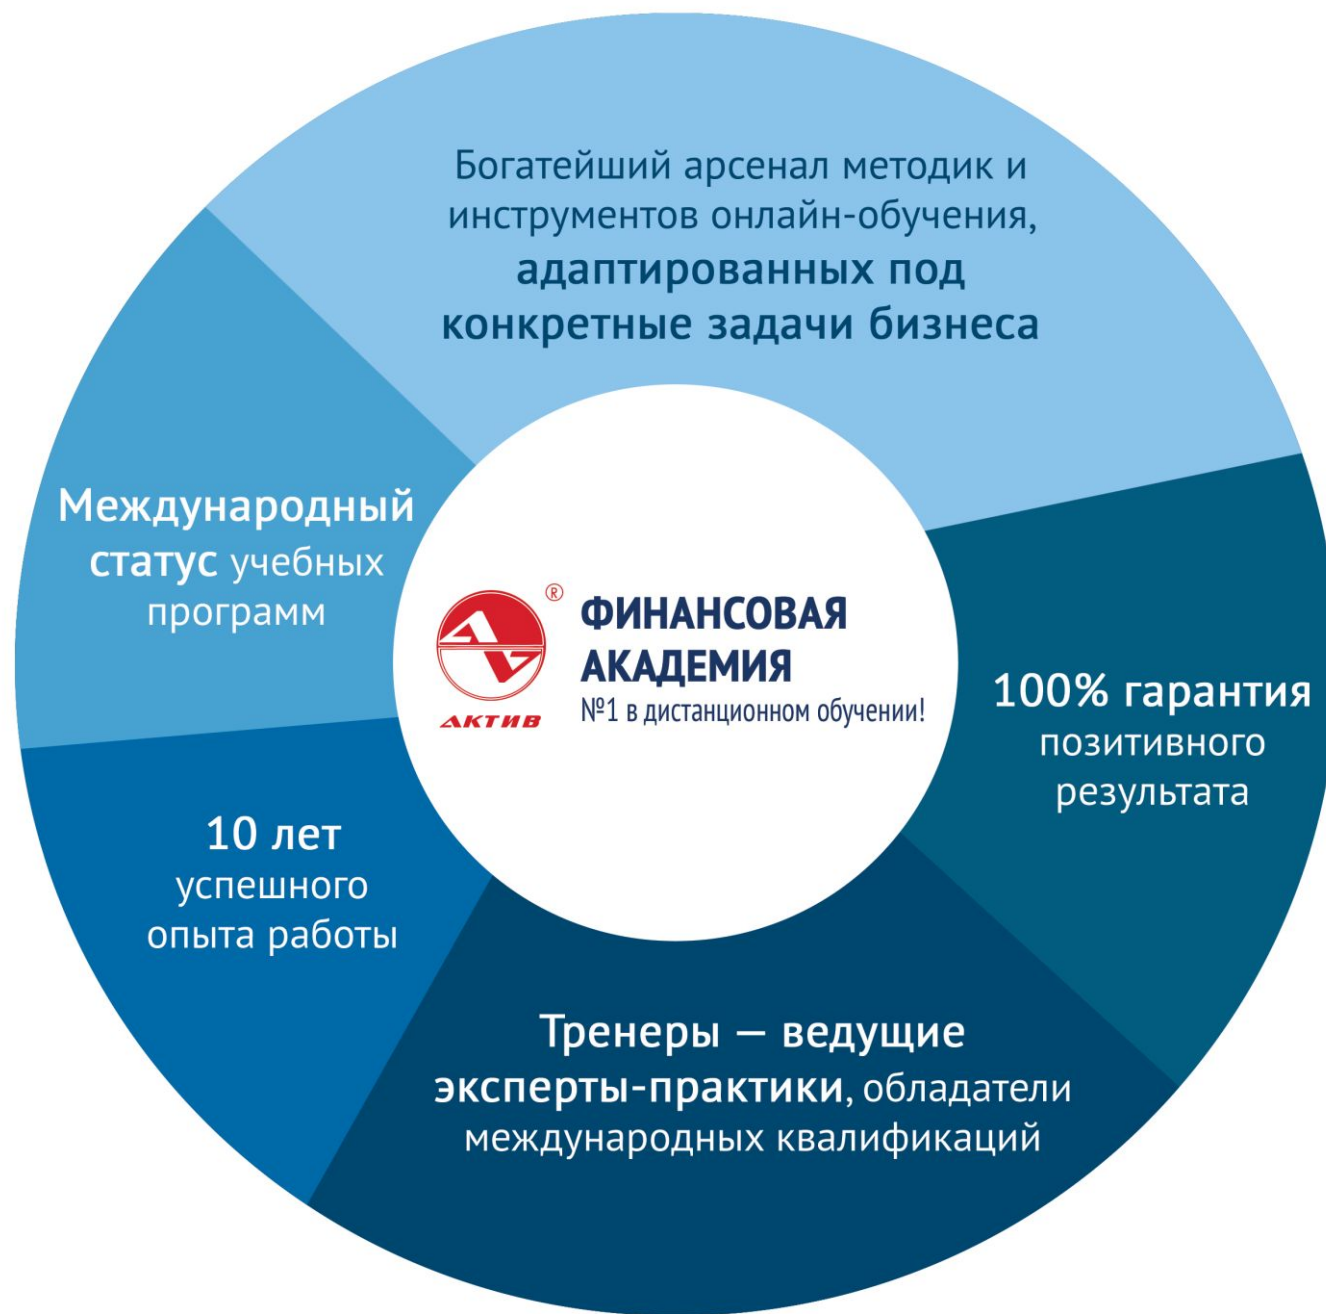 Богатейший арсенал методик и
инструментов онлайн-обучения,
адаптированных под
конкретные задачи бизнеса
Международный
статус учебных
программ
®
АКТИВ
ФИНАНСОВАЯ
АКАДЕМИЯ
№1 в дистанционном обучении!
100% гарантия
позитивного
результата
10 лет
успешного
опыта работы
Тренеры — ведущие
эксперты-практики, обладатели
международных квалификаций